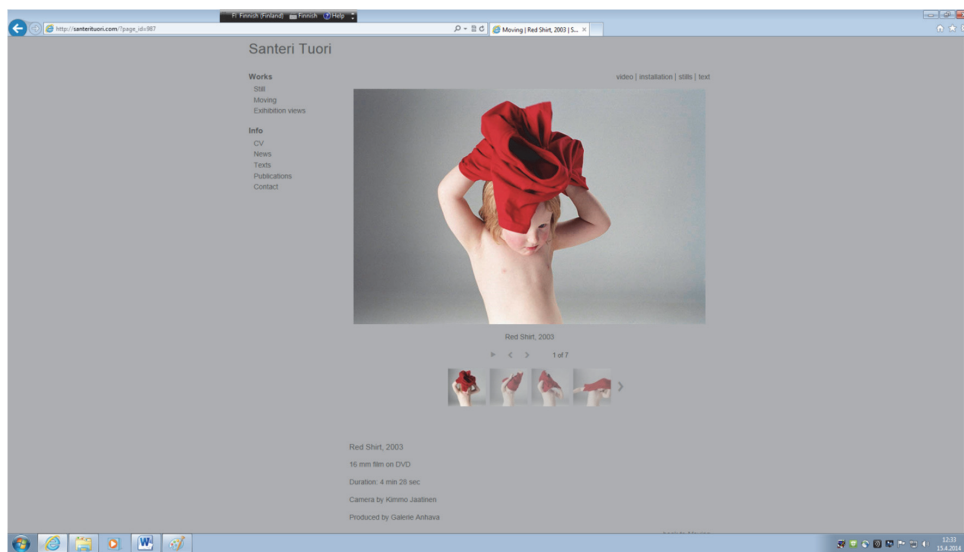 FI Finnish (Finland) Finnish Help
http://santerituori.com/?page_id=987
Moving | Red Shirt, 2003 | S...
Santeri Tuori
Works
Still
Moving
Exihibition views
Info
CV
News
Texts
Publications
Contact
video | installation | stills | text
Red Shirt, 2003
1 of 7
Red Shirt, 2003
16 mm film on DVD
Duration: 4 min 28 sec
Camera by Kimmo Jaatinen
Produced by Galerie Anhava
12:31
15.4.2014